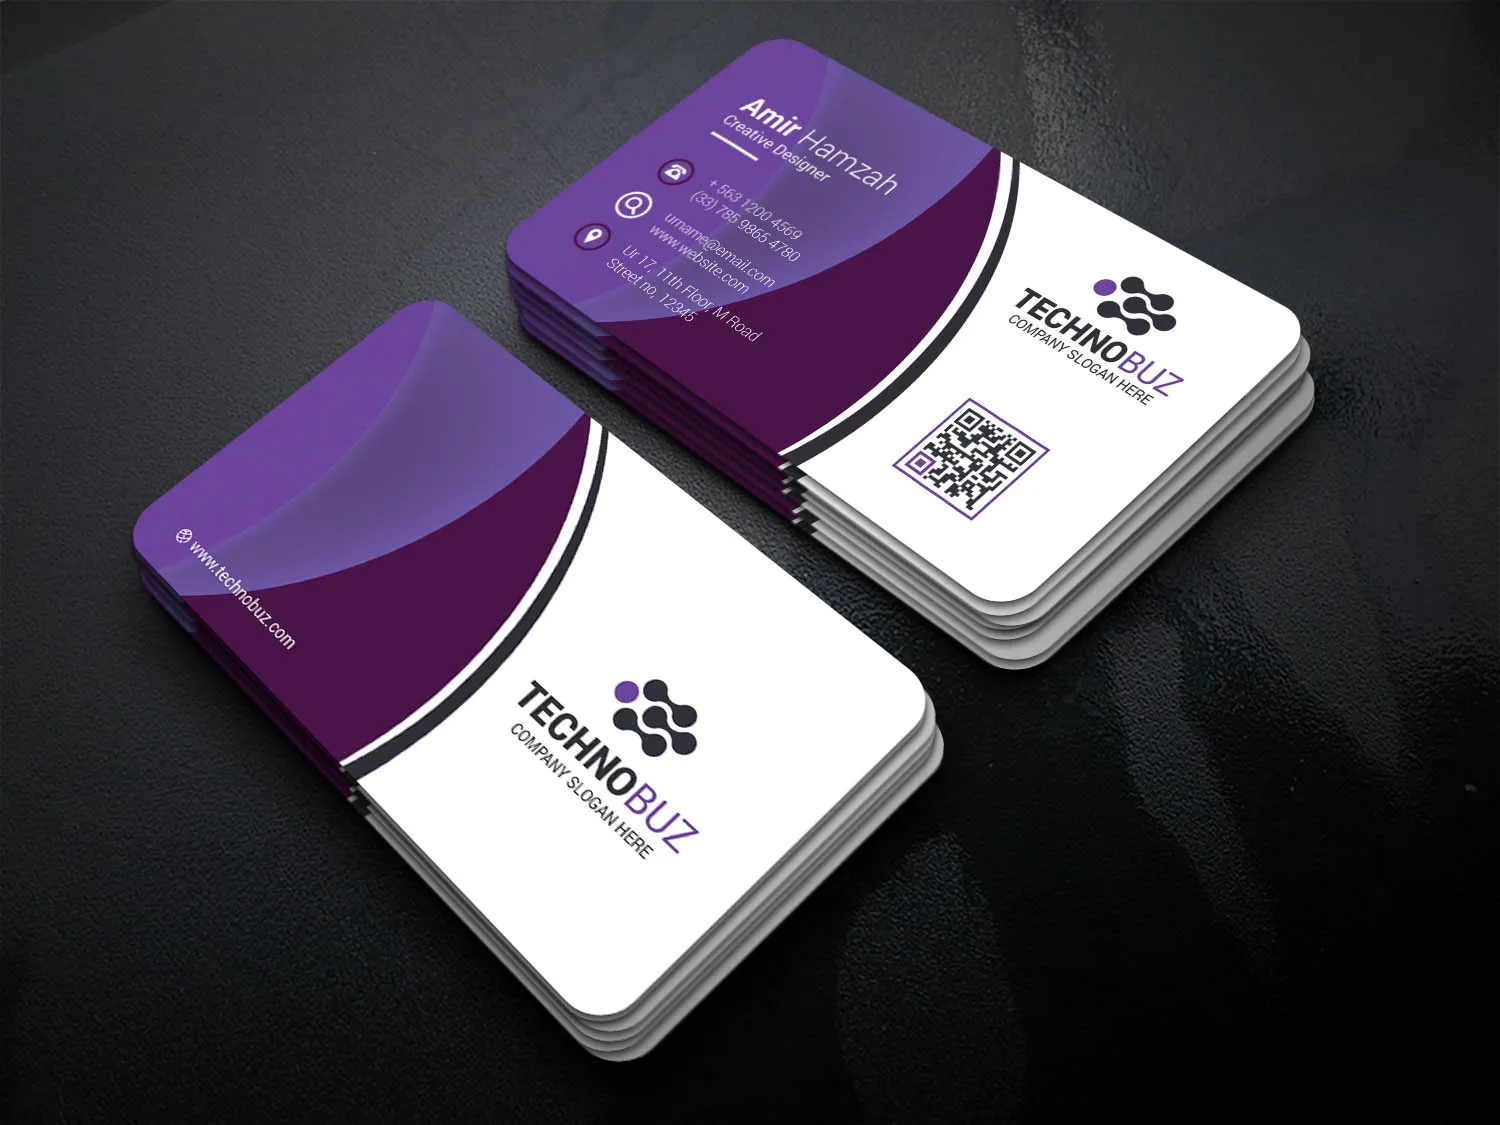 Amir Hamzah
Creative Designer
+ 563 1200 4569
(33) 785 9865 4780
urname@email.com
www.website.com
Ur 17, 11th Floor, M Road
Street no, 12345
TECHNOBUZ
COMPANY SLOGAN HERE
www.technobuz.com
TECHNOBUZ
COMPANY SLOGAN HERE